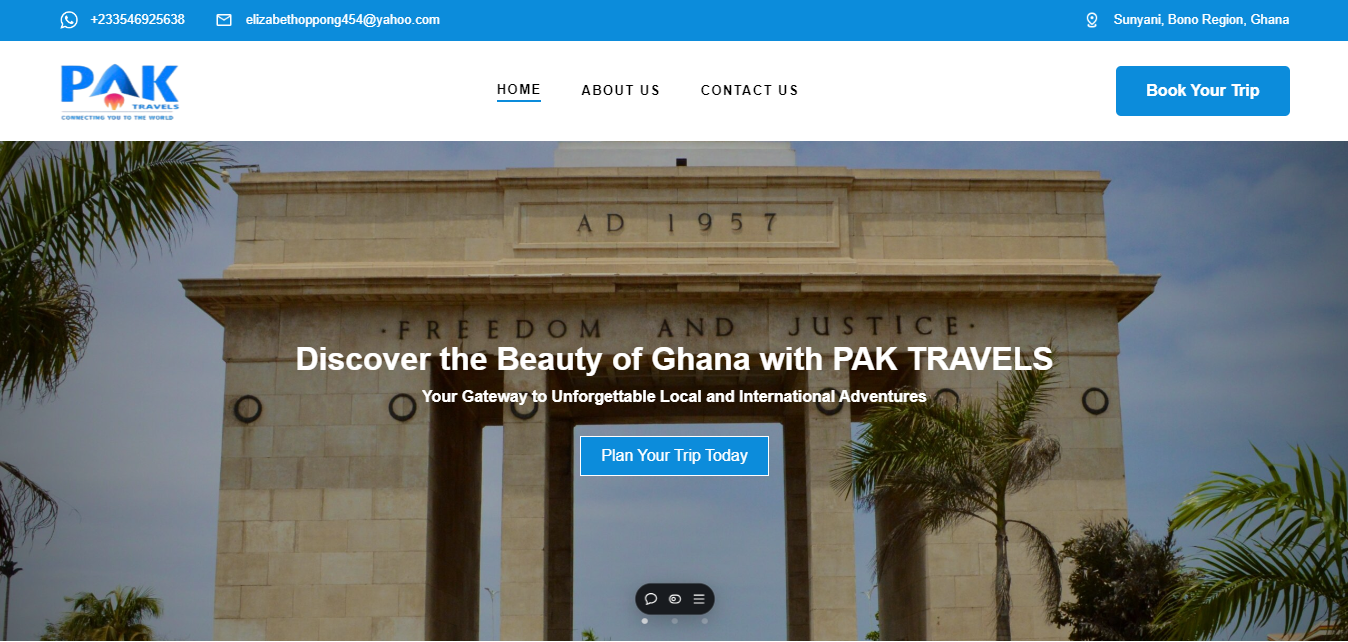 +233546925638
elizabethoppong454@yahoo.com
Sunyani, Bono Region, Ghana
PAK
TRAVELS
CONNECTING YOU TO THE WORLD
HOME
ABOUT US
CONTACT US
Book Your Trip
AD 1957
·FREEDOM AND JUSTICE·
Discover the Beauty of Ghana with PAK TRAVELS
Your Gateway to Unforgettable Local and International Adventures
Plan Your Trip Today